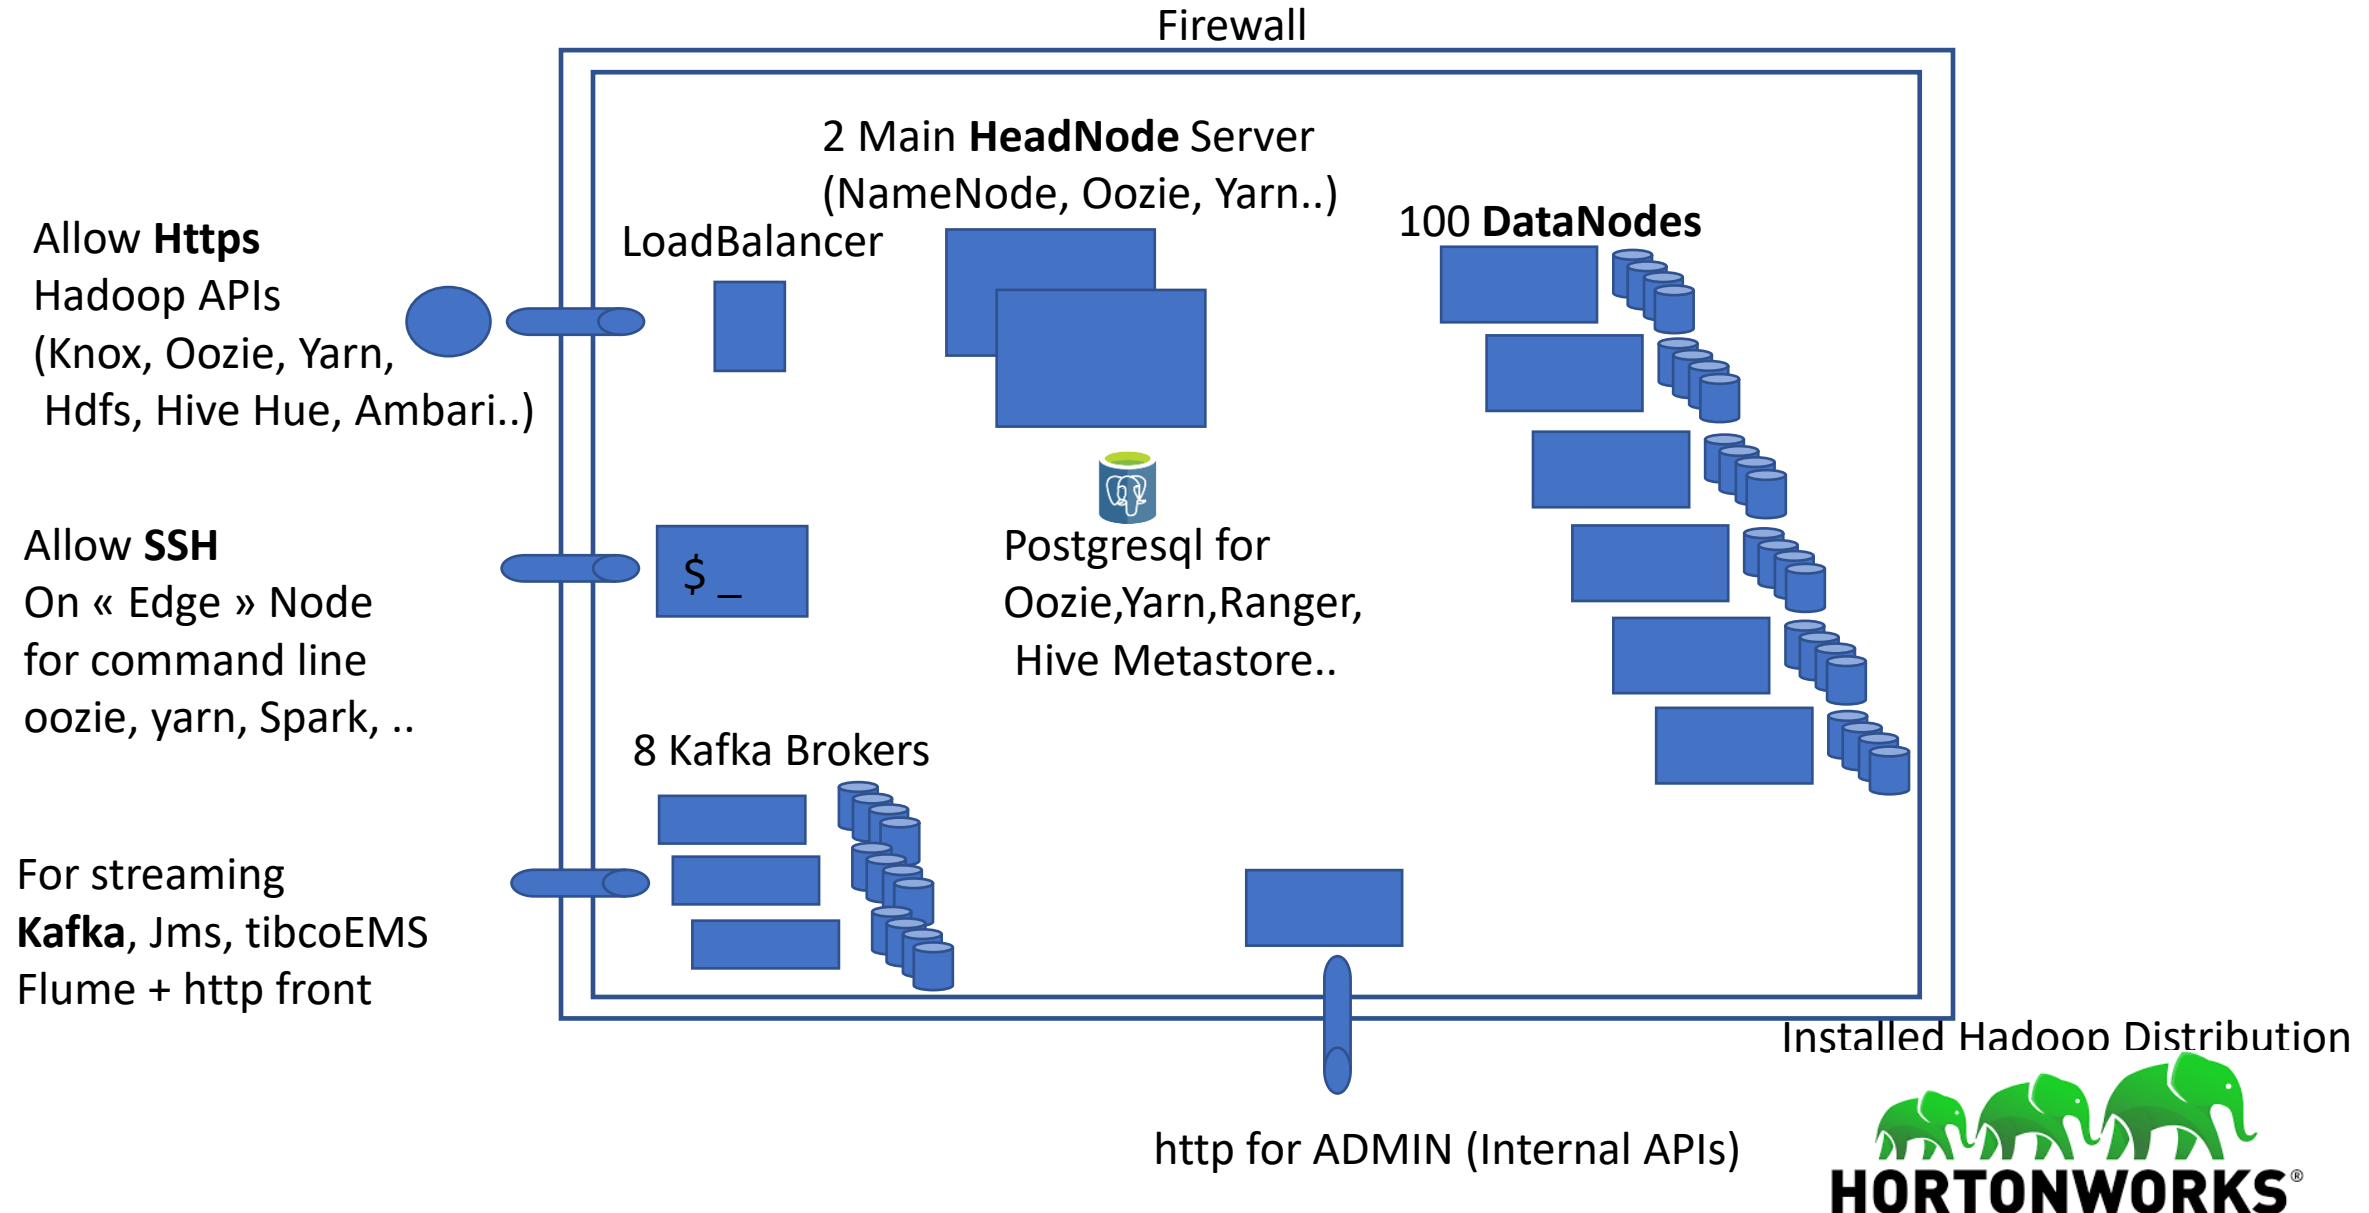 Firewall
2 Main HeadNode Server
(NameNode, Oozie, Yarn..)
100 DataNodes
Allow Https
Hadoop APIs
(Knox, Oozie, Yarn,
Hdfs, Hive Hue, Ambari..)
LoadBalancer
Allow SSH
On « Edge » Node
for command line
oozie, yarn, Spark, ..
$ _
Postgresql for
Oozie,Yarn,Ranger,
Hive Metastore..
8 Kafka Brokers
For streaming
Kafka, Jms, tibcoEMS
Flume + http front
http for ADMIN (Internal APIs)
Installed Hadoop Distribution
HORTONWORKS®